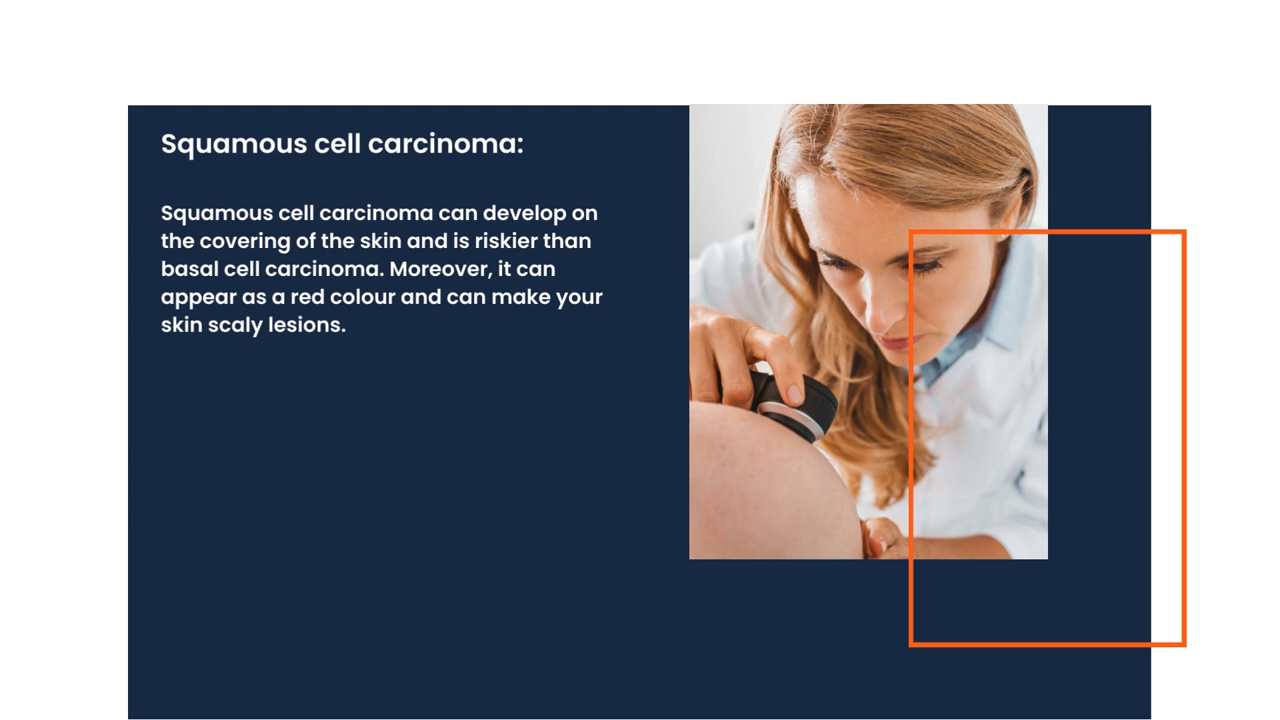 Squamous cell carcinoma:
Squamous cell carcinoma can develop on
the covering of the skin and is riskier than
basal cell carcinoma. Moreover, it can
appear as a red colour and can make your
skin scaly lesions.